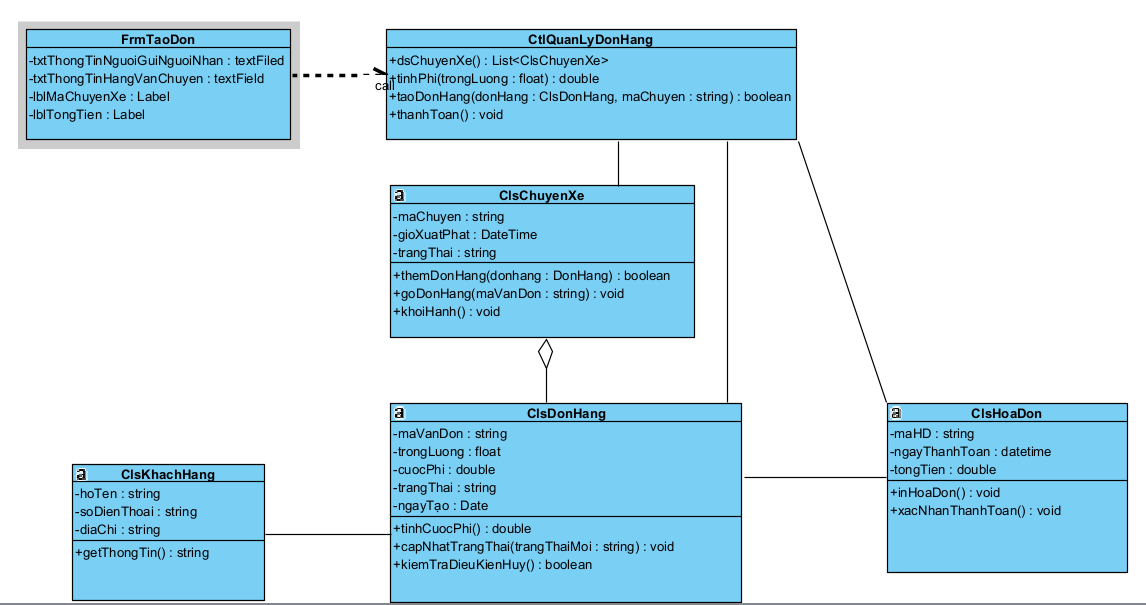 FrmTaoDon
-txtThongTinNguoiGuiNguoiNhan : textFiled
-txtThongTinHangVanChuyen : textField
-lblMaChuyenXe : Label
-lblTongTien : Label
call
CtlQuanLyDonHang
+dsChuyenXe() : List<ClsChuyenXe>
+tinhPhi(trongLuong : float) : double
+taoDonHang(donHang : ClsDonHang, maChuyen : string) : boolean
+thanhToan() : void
a ClsChuyenXe
-maChuyen : string
-gioXuatPhat : DateTime
-trangThai : string
+themDonHang(donhang : DonHang) : boolean
+goDonHang(maVanDon : string) : void
+khoiHanh() : void
a ClsKhachHang
-hoTen : string
-soDienThoai : string
-diaChi : string
+getThongTin() : string
a ClsDonHang
-maVanDon : string
-trongLuong : float
-cuocPhi : double
-trangThai : string
-ngayTạo : Date
+tinhCuocPhi() : double
+capNhatTrangThai(trangThaiMoi : string) : void
+kiemTraDieuKienHuy() : boolean
a ClsHoaDon
-maHD : string
-ngayThanhToan : datetime
-tongTien : double
+inHoaDon() : void
+xacNhanThanhToan() : void